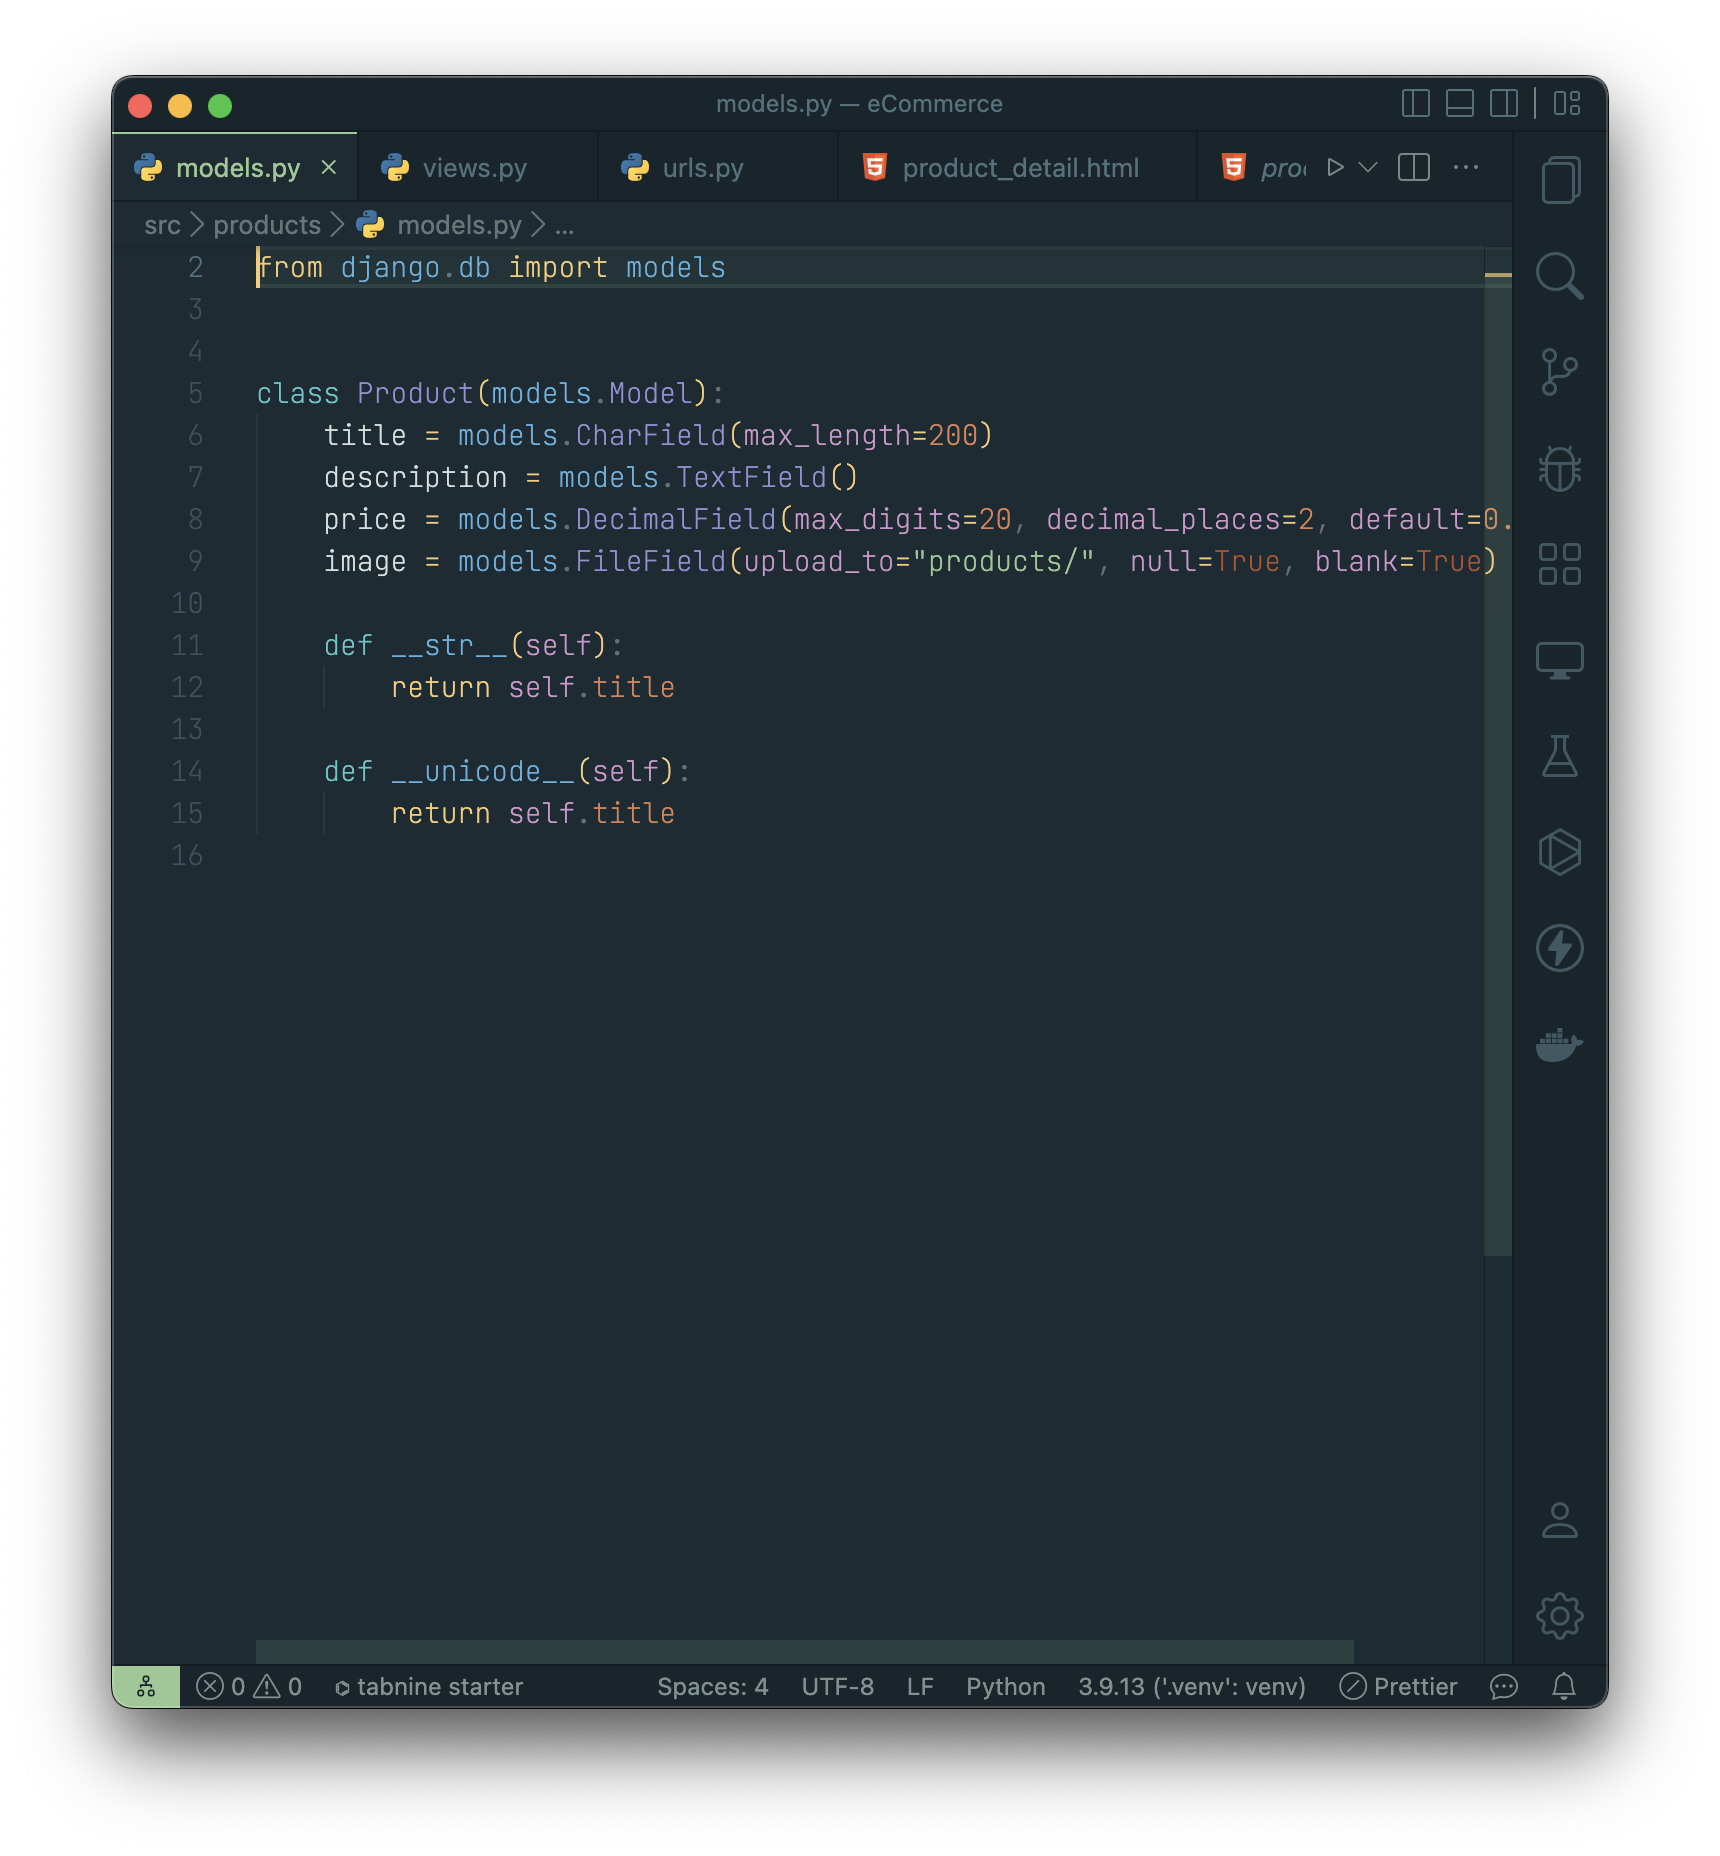 models.py — eCommerce
models.py views.py urls.py product_detail.html
src products models.py ...
2 from django.db import models
3
4
5 class Product(models.Model):
6 title = models.CharField(max_length=200)
7 description = models.TextField()
8 price = models.DecimalField(max_digits=20, decimal_places=2, default=0.
9 image = models.FileField(upload_to="products/", null=True, blank=True)
10
11 def __str__(self):
12 return self.title
13
14 def __unicode__(self):
15 return self.title
16
0 0 tabnine starter Spaces: 4 UTF-8 LF Python 3.9.13 ('.venv': venv) Prettier